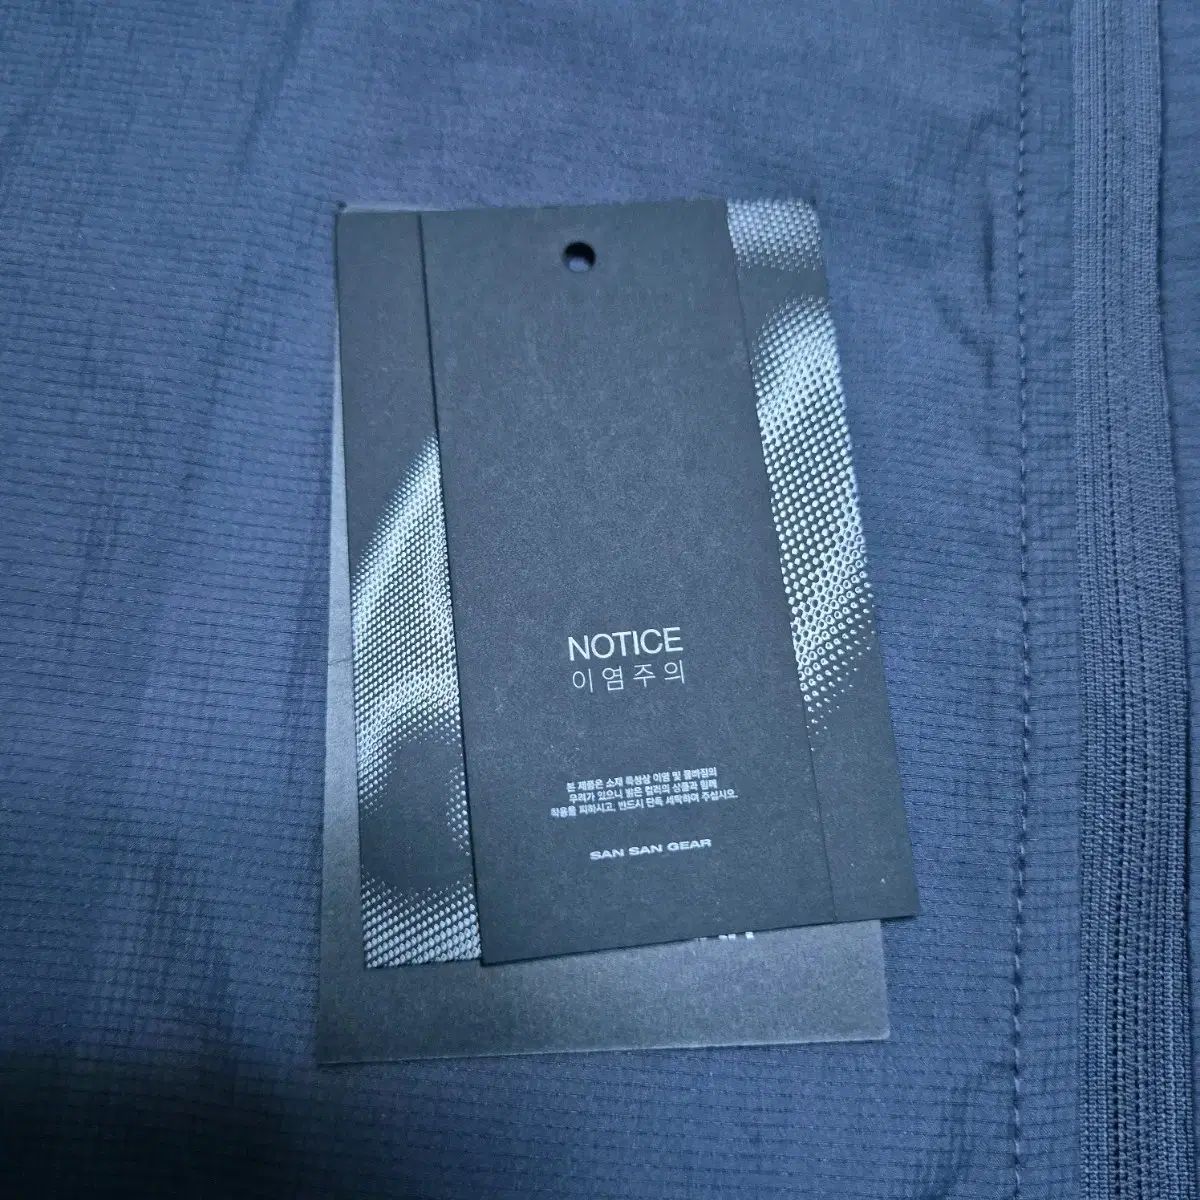 NOTICE
이염주의
본 제품은 소재 특성상 이염 및 물빠짐의
우려가 있으니 밝은 컬러의 상품과 함께
착용을 피하시고, 반드시 단독 세탁하여 주십시오.
SAN SAN GEAR